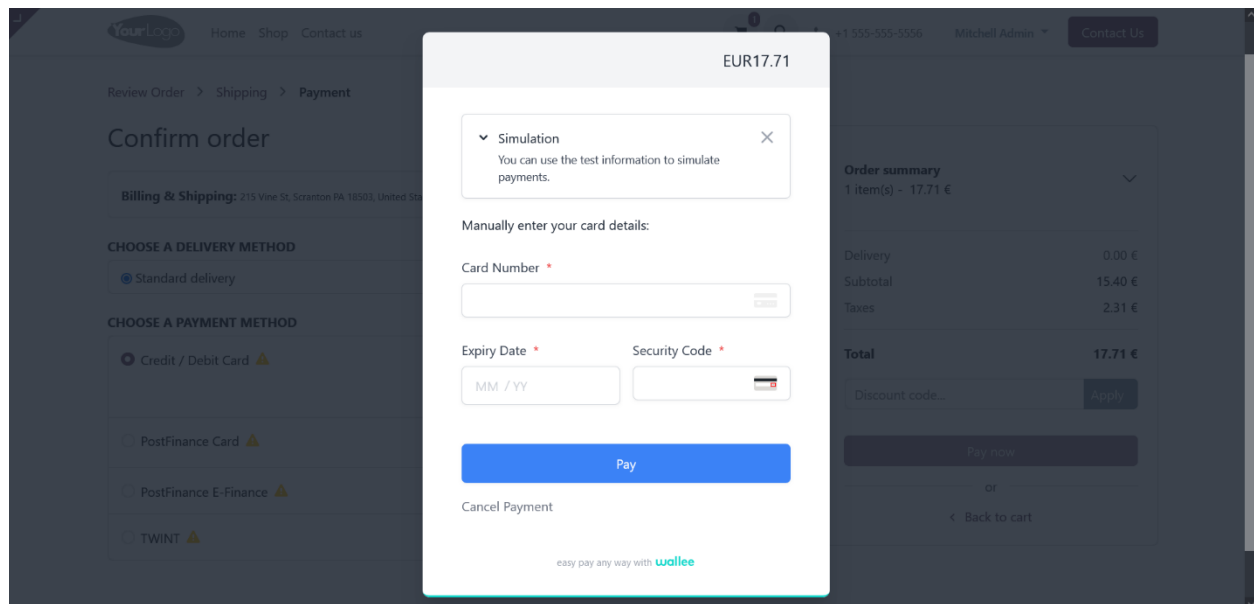 YourLogo
Home Shop Contact us
1
+1 555-555-5556
Mitchell Admin
Contact Us
Review Order > Shipping > Payment
Confirm order
Billing & Shipping: 215 Vine St, Scranton PA 18503, United Sta
CHOOSE A DELIVERY METHOD
Standard delivery
CHOOSE A PAYMENT METHOD
Credit / Debit Card
PostFinance Card
PostFinance E-Finance
TWINT
EUR17.71
Simulation
You can use the test information to simulate
payments.
Manually enter your card details:
Card Number *
Expiry Date * Security Code *
MM / YY
Pay
Cancel Payment
easy pay any way with wallee
Order summary
1 item(s) - 17.71 €
Delivery 0.00 €
Subtotal 15.40 €
Taxes 2.31 €
Total 17.71 €
Discount code... Apply
Pay now
or
< Back to cart